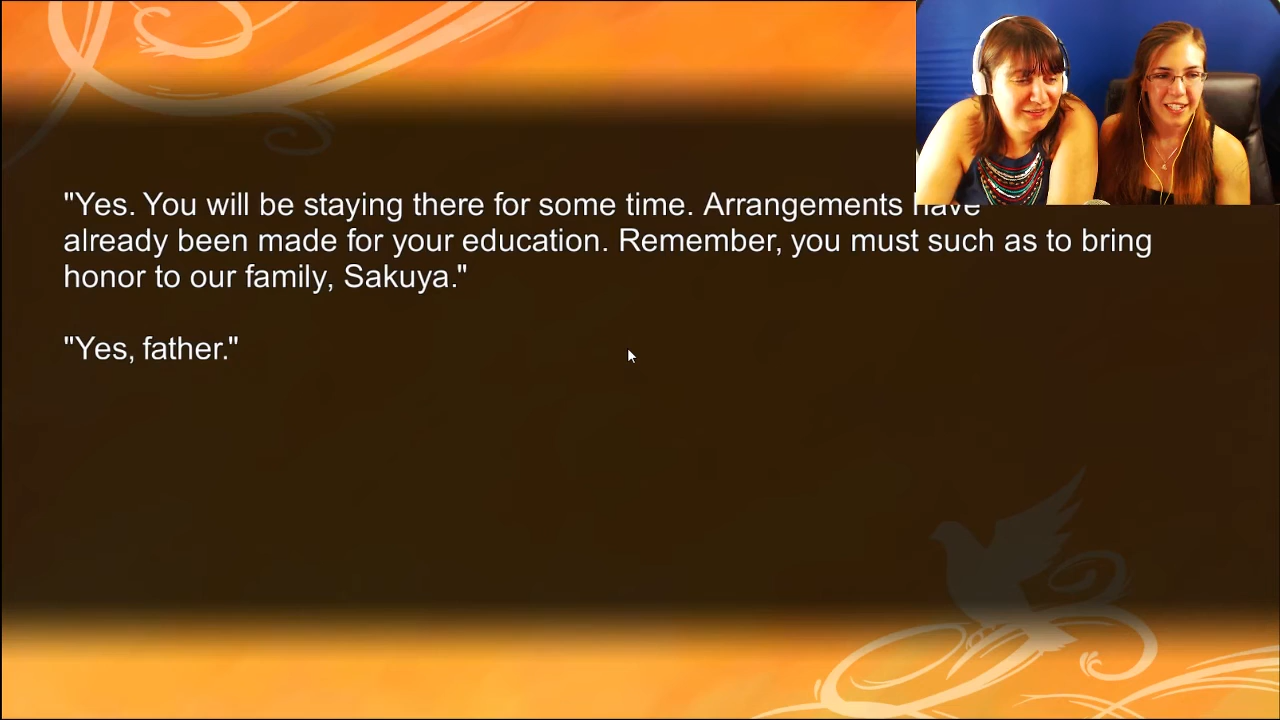 "Yes. You will be staying there for some time. Arrangements have
already been made for your education. Remember, you must such as to bring
honor to our family, Sakuya."
"Yes, father."